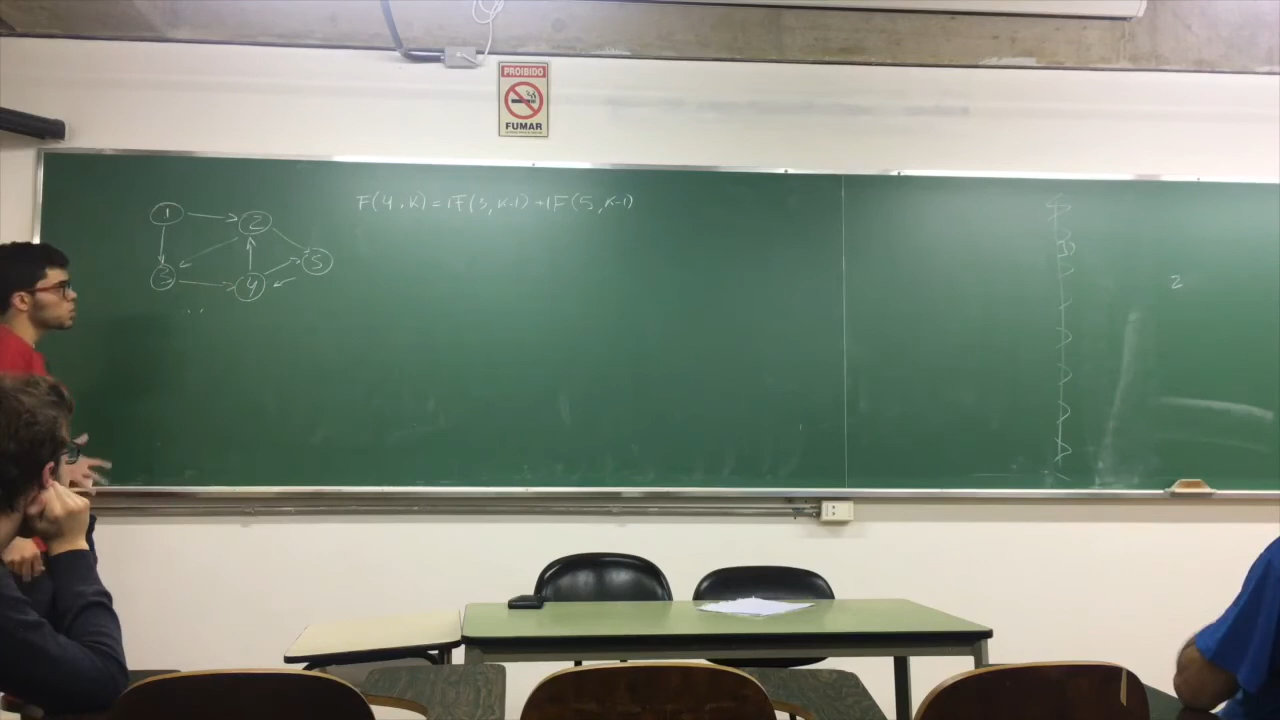 PROIBIDO
FUMAR
F(4,K)=1F(3,K-1)+1F(5,K-1)
1
2
3
4
5
2